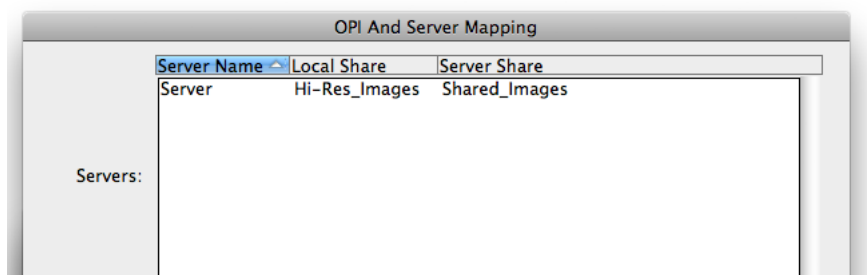 OPI And Server Mapping
Server Name Local Share Server Share
Server Hi-Res_Images Shared_Images
Servers: